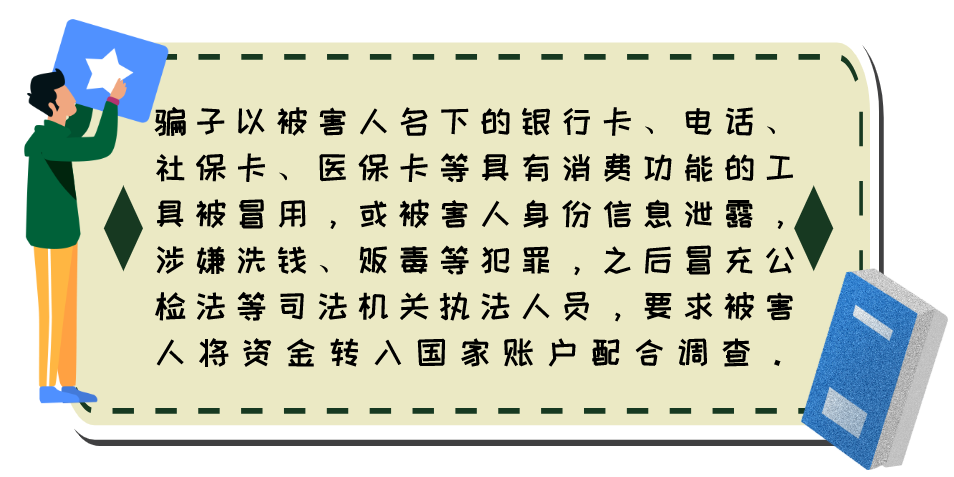 骗子以被害人名下的银行卡、电话、
社保卡、医保卡等具有消费功能的工
具被冒用，或被害人身份信息泄露，
涉嫌洗钱、贩毒等犯罪，之后冒充公
检法等司法机关执法人员，要求被害
人将资金转入国家账户配合调查．